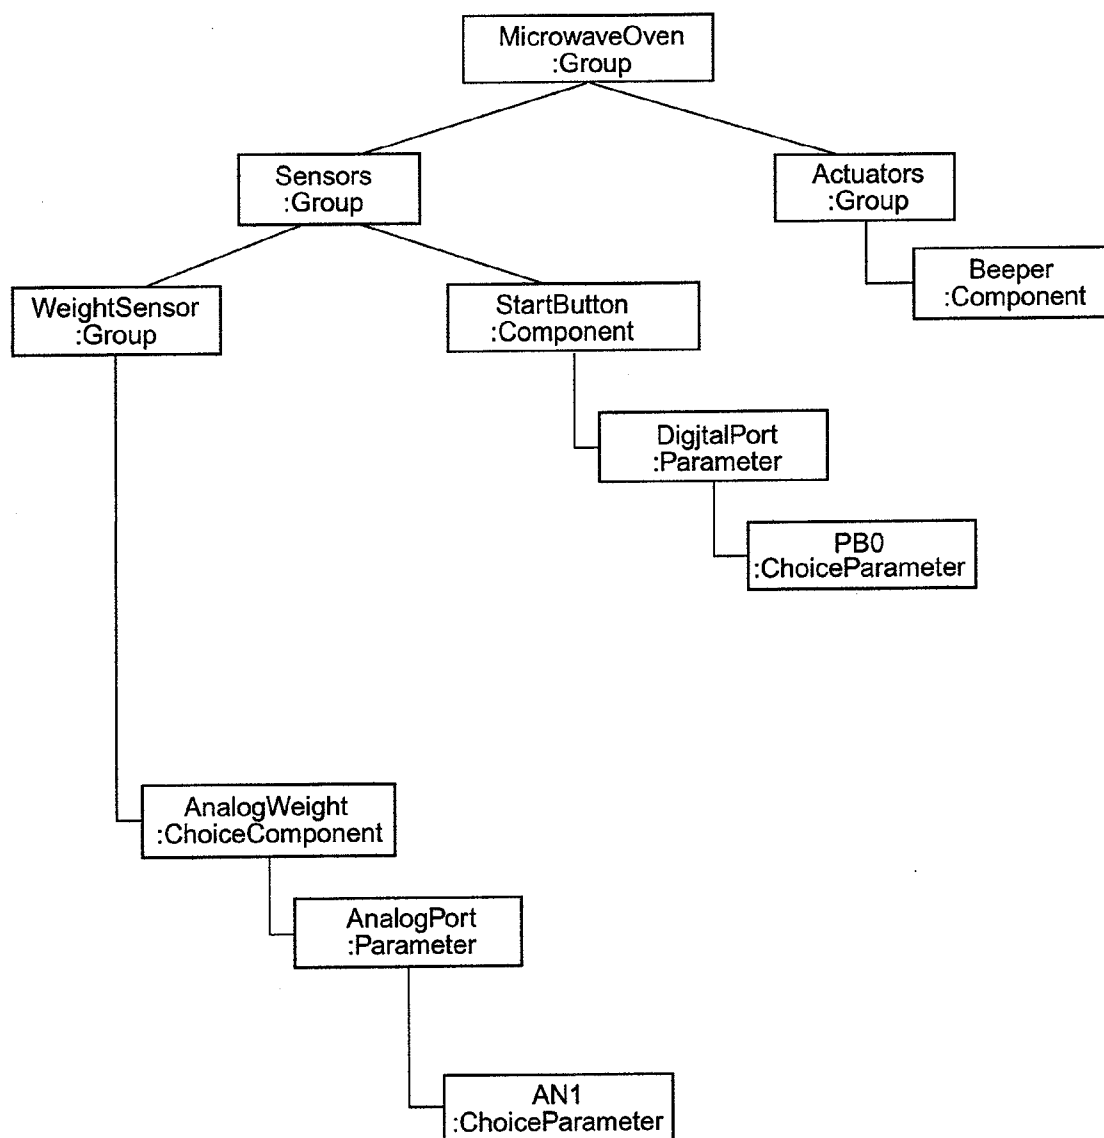 MicrowaveOven
:Group
Sensors
:Group
Actuators
:Group
WeightSensor
:Group
StartButton
:Component
Beeper
:Component
DigjtalPort
:Parameter
PB0
:ChoiceParameter
AnalogWeight
:ChoiceComponent
AnalogPort
:Parameter
AN1
:ChoiceParameter